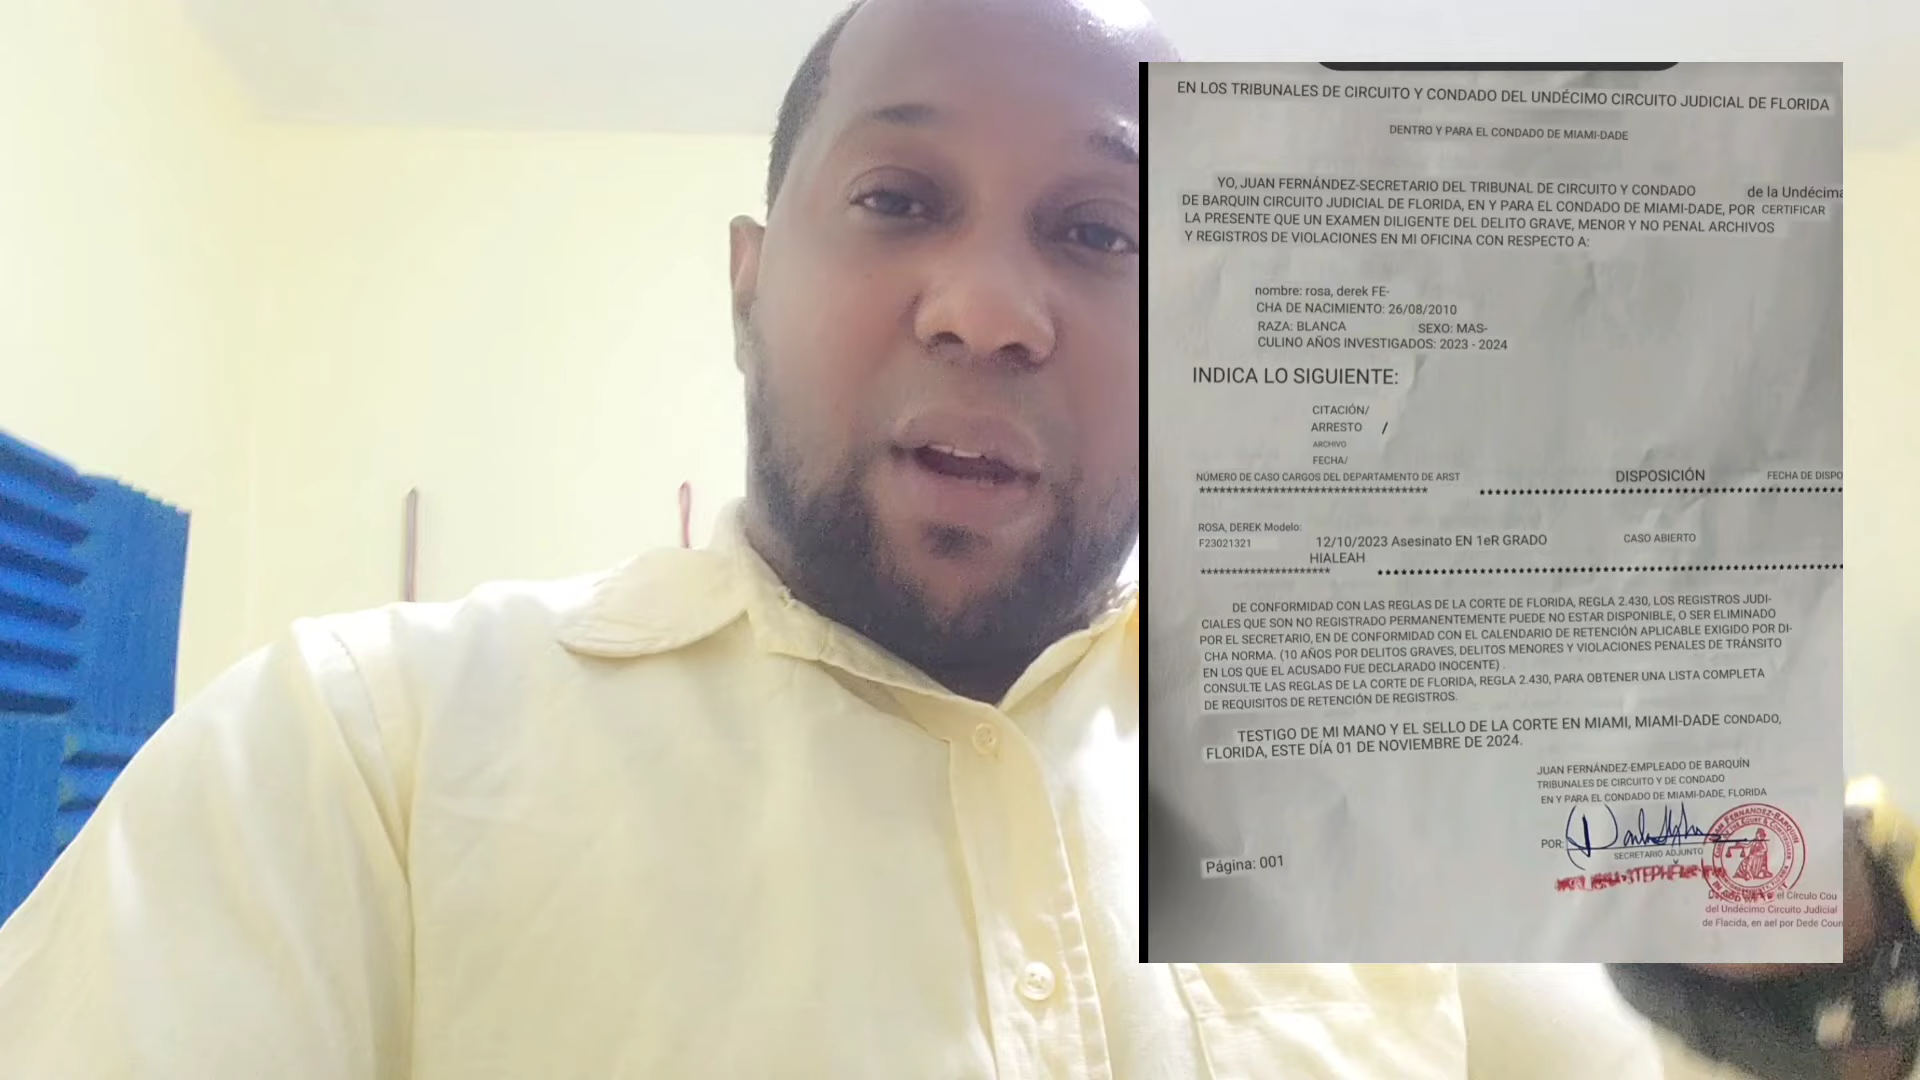 EN LOS TRIBUNALES DE CIRCUITO Y CONDADO DEL UNDÉCIMO CIRCUITO JUDICIAL DE FLORIDA
DENTRO Y PARA EL CONDADO DE MIAMI-DADE
YO, JUAN FERNÁNDEZ-SECRETARIO DEL TRIBUNAL DE CIRCUITO Y CONDADO de la Undécima
DE BARQUIN CIRCUITO JUDICIAL DE FLORIDA, EN Y PARA EL CONDADO DE MIAMI-DADE, POR CERTIFICAR
LA PRESENTE QUE UN EXAMEN DILIGENTE DEL DELITO GRAVE, MENOR Y NO PENAL ARCHIVOS
Y REGISTROS DE VIOLACIONES EN MI OFICINA CON RESPECTO A:
nombre: rosa, derek FE-
CHA DE NACIMIENTO: 26/08/2010
RAZA: BLANCA SEXO: MAS-
CULINO AÑOS INVESTIGADOS: 2023 - 2024
INDICA LO SIGUIENTE:
CITACIÓN/
ARRESTO /
ARCHIVO
FECHA/
NÚMERO DE CASO CARGOS DEL DEPARTAMENTO DE ARST DISPOSICIÓN FECHA DE DISPO
ROSA, DEREK Modelo:
F23021321 12/10/2023 Asesinato EN 1eR GRADO CASO ABIERTO
HIALEAH
DE CONFORMIDAD CON LAS REGLAS DE LA CORTE DE FLORIDA, REGLA 2.430, LOS REGISTROS JUDI-
CIALES QUE SON NO REGISTRADO PERMANENTEMENTE PUEDE NO ESTAR DISPONIBLE, O SER ELIMINADO
POR EL SECRETARIO, EN DE CONFORMIDAD CON EL CALENDARIO DE RETENCIÓN APLICABLE EXIGIDO POR DI-
CHA NORMA. (10 AÑOS POR DELITOS GRAVES, DELITOS MENORES Y VIOLACIONES PENALES DE TRÁNSITO
EN LOS QUE EL ACUSADO FUE DECLARADO INOCENTE) .
CONSULTE LAS REGLAS DE LA CORTE DE FLORIDA, REGLA 2.430, PARA OBTENER UNA LISTA COMPLETA
DE REQUISITOS DE RETENCIÓN DE REGISTROS.
TESTIGO DE MI MANO Y EL SELLO DE LA CORTE EN MIAMI, MIAMI-DADE CONDADO,
FLORIDA, ESTE DÍA 01 DE NOVIEMBRE DE 2024.
JUAN FERNÁNDEZ-EMPLEADO DE BARQUÍN
TRIBUNALES DE CIRCUITO Y DE CONDADO
EN Y PARA EL CONDADO DE MIAMI-DADE, FLORIDA
POR:
SECRETARIO ADJUNTO
Página: 001
el Círculo Cou
del Undécimo Circuito Judicial
de Flacida, en ael por Dede Coun